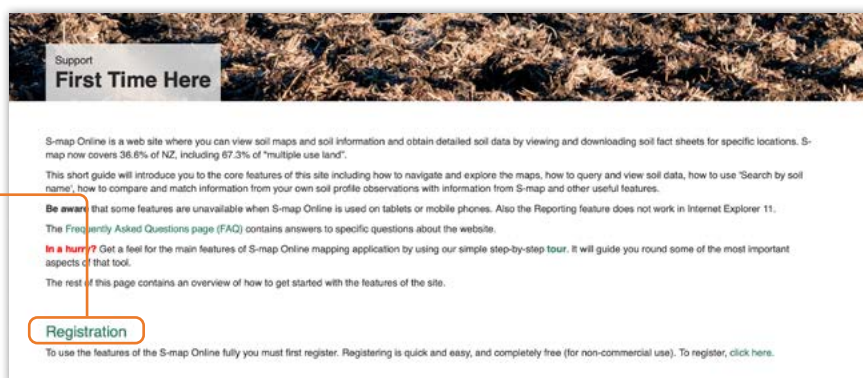 Support
First Time Here
S-map Online is a web site where you can view soil maps and soil information and obtain detailed soil data by viewing and downloading soil fact sheets for specific locations. S-
map now covers 36.6% of NZ, including 67.3% of "multiple use land".
This short guide will introduce you to the core features of this site including how to navigate and explore the maps, how to query and view soil data, how to use 'Search by soil
name', how to compare and match information from your own soil profile observations with information from S-map and other useful features.
Be aware that some features are unavailable when S-map Online is used on tablets or mobile phones. Also the Reporting feature does not work in Internet Explorer 11.
The Frequently Asked Questions page (FAQ) contains answers to specific questions about the website.
In a hurry? Get a feel for the main features of S-map Online mapping application by using our simple step-by-step tour. It will guide you round some of the most important
aspects of that tool.
The rest of this page contains an overview of how to get started with the features of the site.
Registration
To use the features of the S-map Online fully you must first register. Registering is quick and easy, and completely free (for non-commercial use). To register, click here.